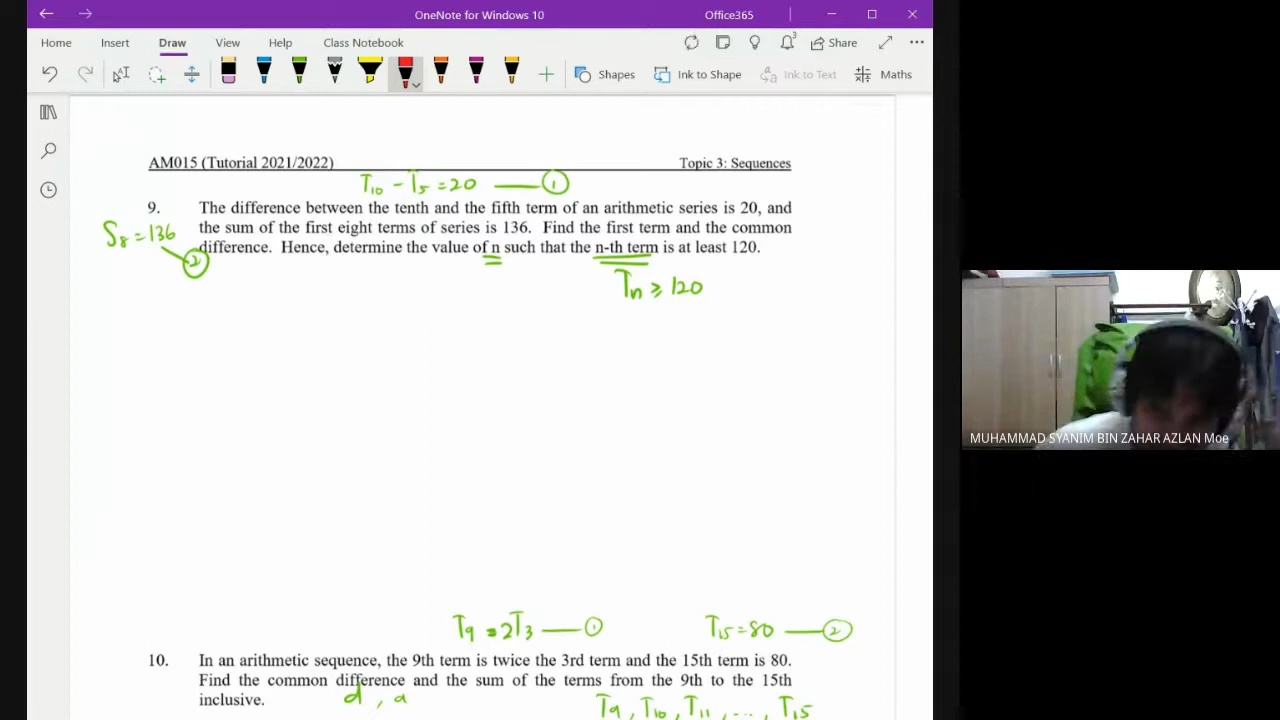 OneNote for Windows 10
Office365
Home Insert Draw View Help Class Notebook
3 Share
Shapes Ink to Shape Ink to Text Maths
AM015 (Tutorial 2021/2022) Topic 3: Sequences
T10 - T5 = 20 —— ①
9. The difference between the tenth and the fifth term of an arithmetic series is 20, and
S8 = 136
the sum of the first eight terms of series is 136. Find the first term and the common
②
difference. Hence, determine the value of n such that the n-th term is at least 120.
Tn ≥ 120
MUHAMMAD SYANIM BIN ZAHAR AZLAN Moe
T9 = 2T3 —— ①
T15 = 80 —— ②
10. In an arithmetic sequence, the 9th term is twice the 3rd term and the 15th term is 80.
Find the common difference and the sum of the terms from the 9th to the 15th
inclusive.
d , a
T9 , T10 , T11 , ... , T15